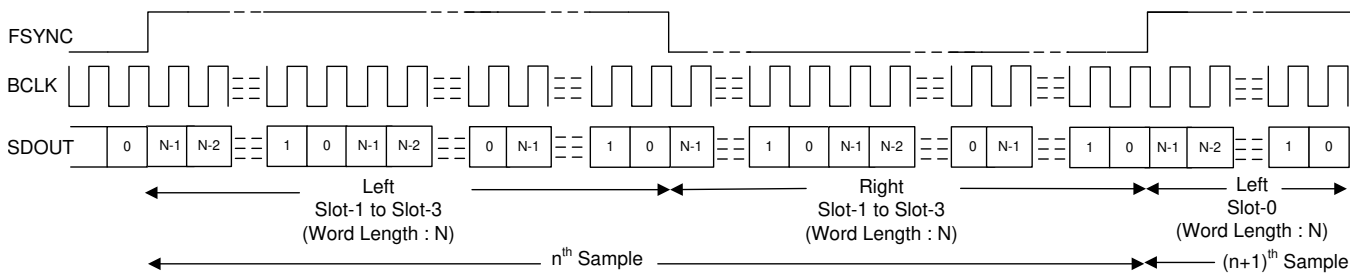 FSYNC
BCLK
SDOUT 0 N-1 N-2 1 0 N-1 N-2 0 N-1 1 0 N-1 1 0 N-1 N-2 0 N-1 1 0 N-1 N-2 1 0
Left Right Left
Slot-1 to Slot-3 Slot-1 to Slot-3 Slot-0
(Word Length : N) (Word Length : N) (Word Length : N)
nth Sample (n+1)th Sample